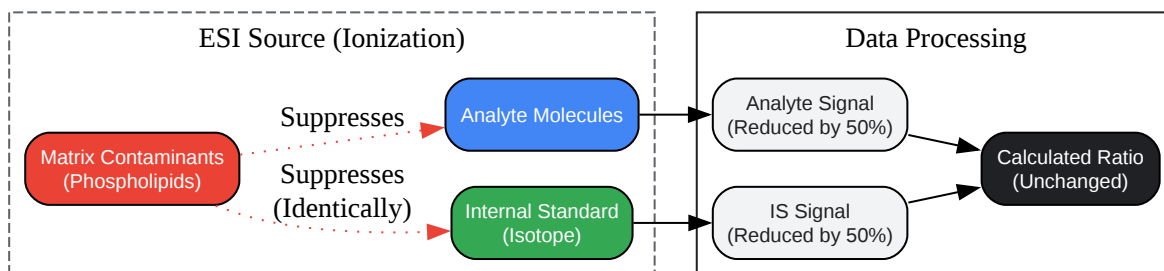 ESI Source (Ionization)
Data Processing
Matrix Contaminants
(Phospholipids)
Suppresses
Suppresses
(Identically)
Analyte Molecules
Internal Standard
(Isotope)
Analyte Signal
(Reduced by 50%)
IS Signal
(Reduced by 50%)
Calculated Ratio
(Unchanged)